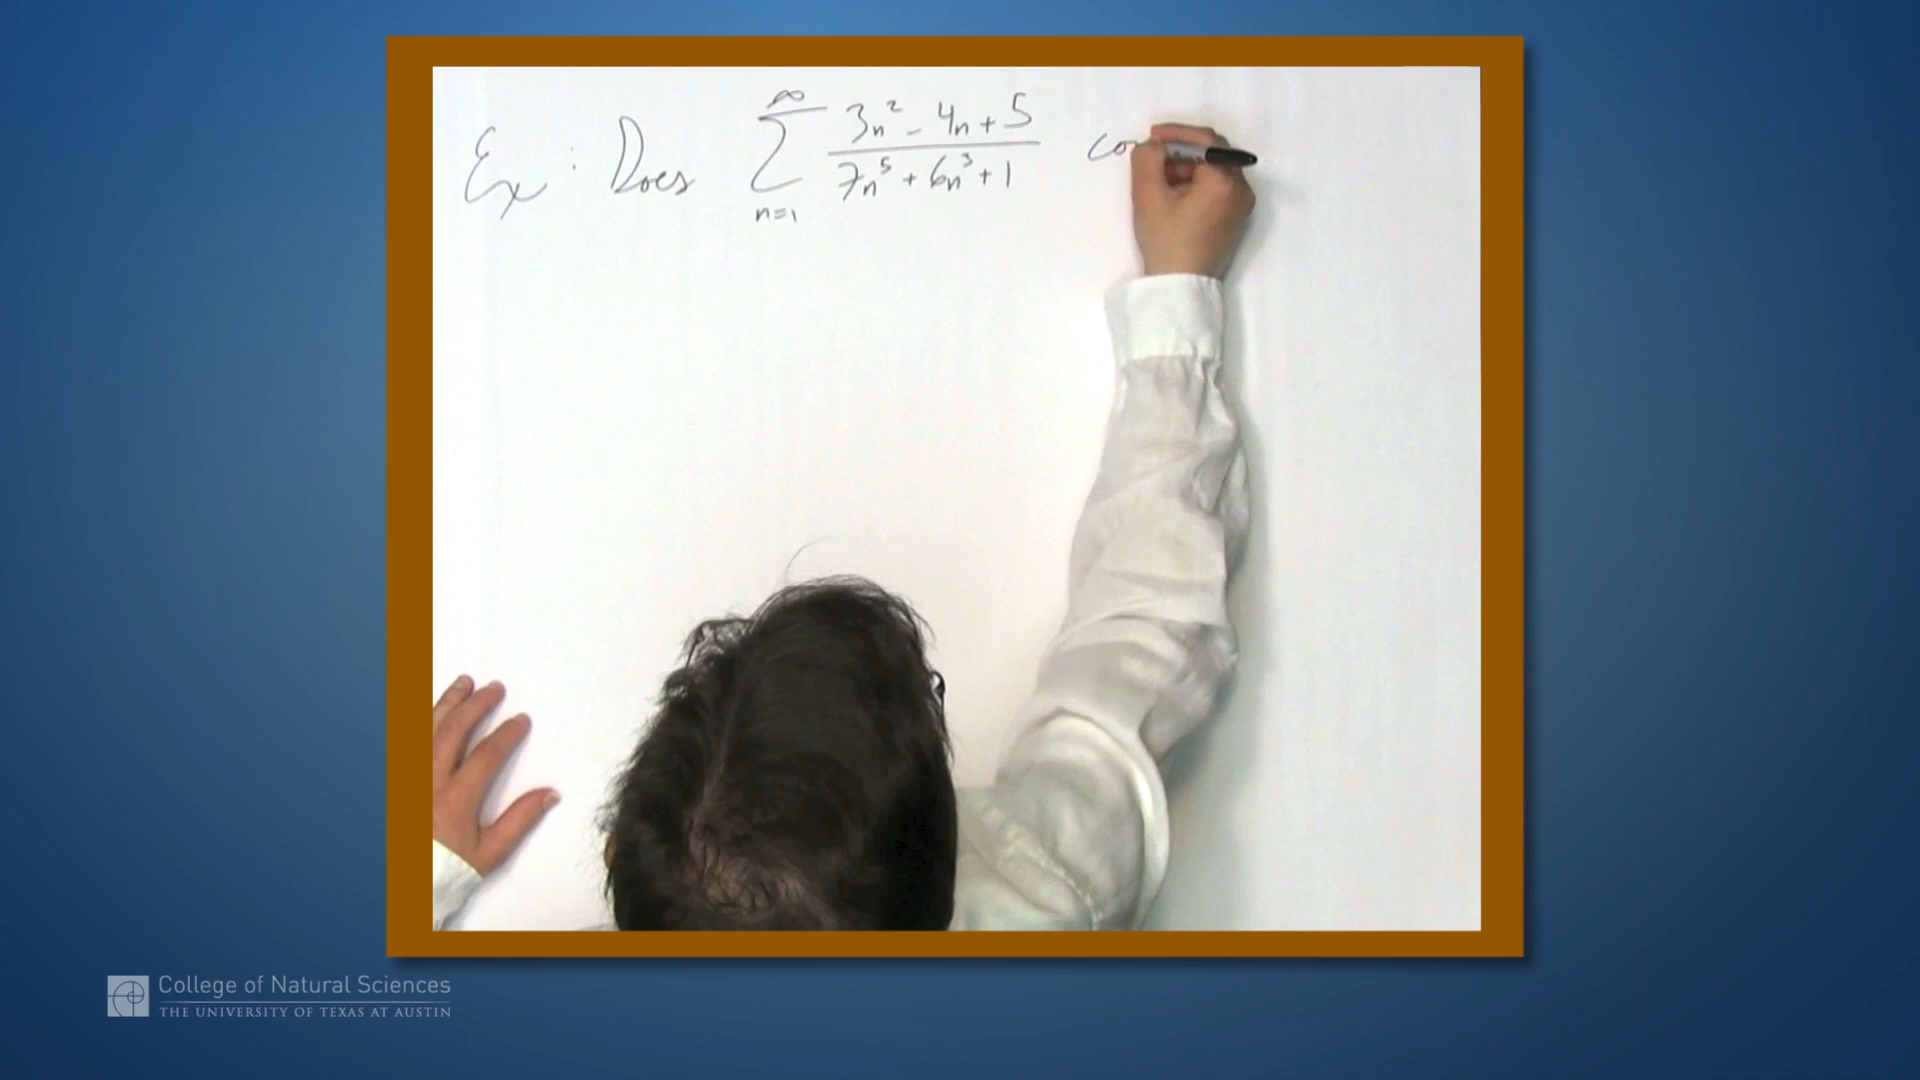 Ex : Does ∞ ∑ n=1 3n² - 4n + 5 / 7n⁵ + 6n³ + 1 co
College of Natural Sciences
THE UNIVERSITY OF TEXAS AT AUSTIN